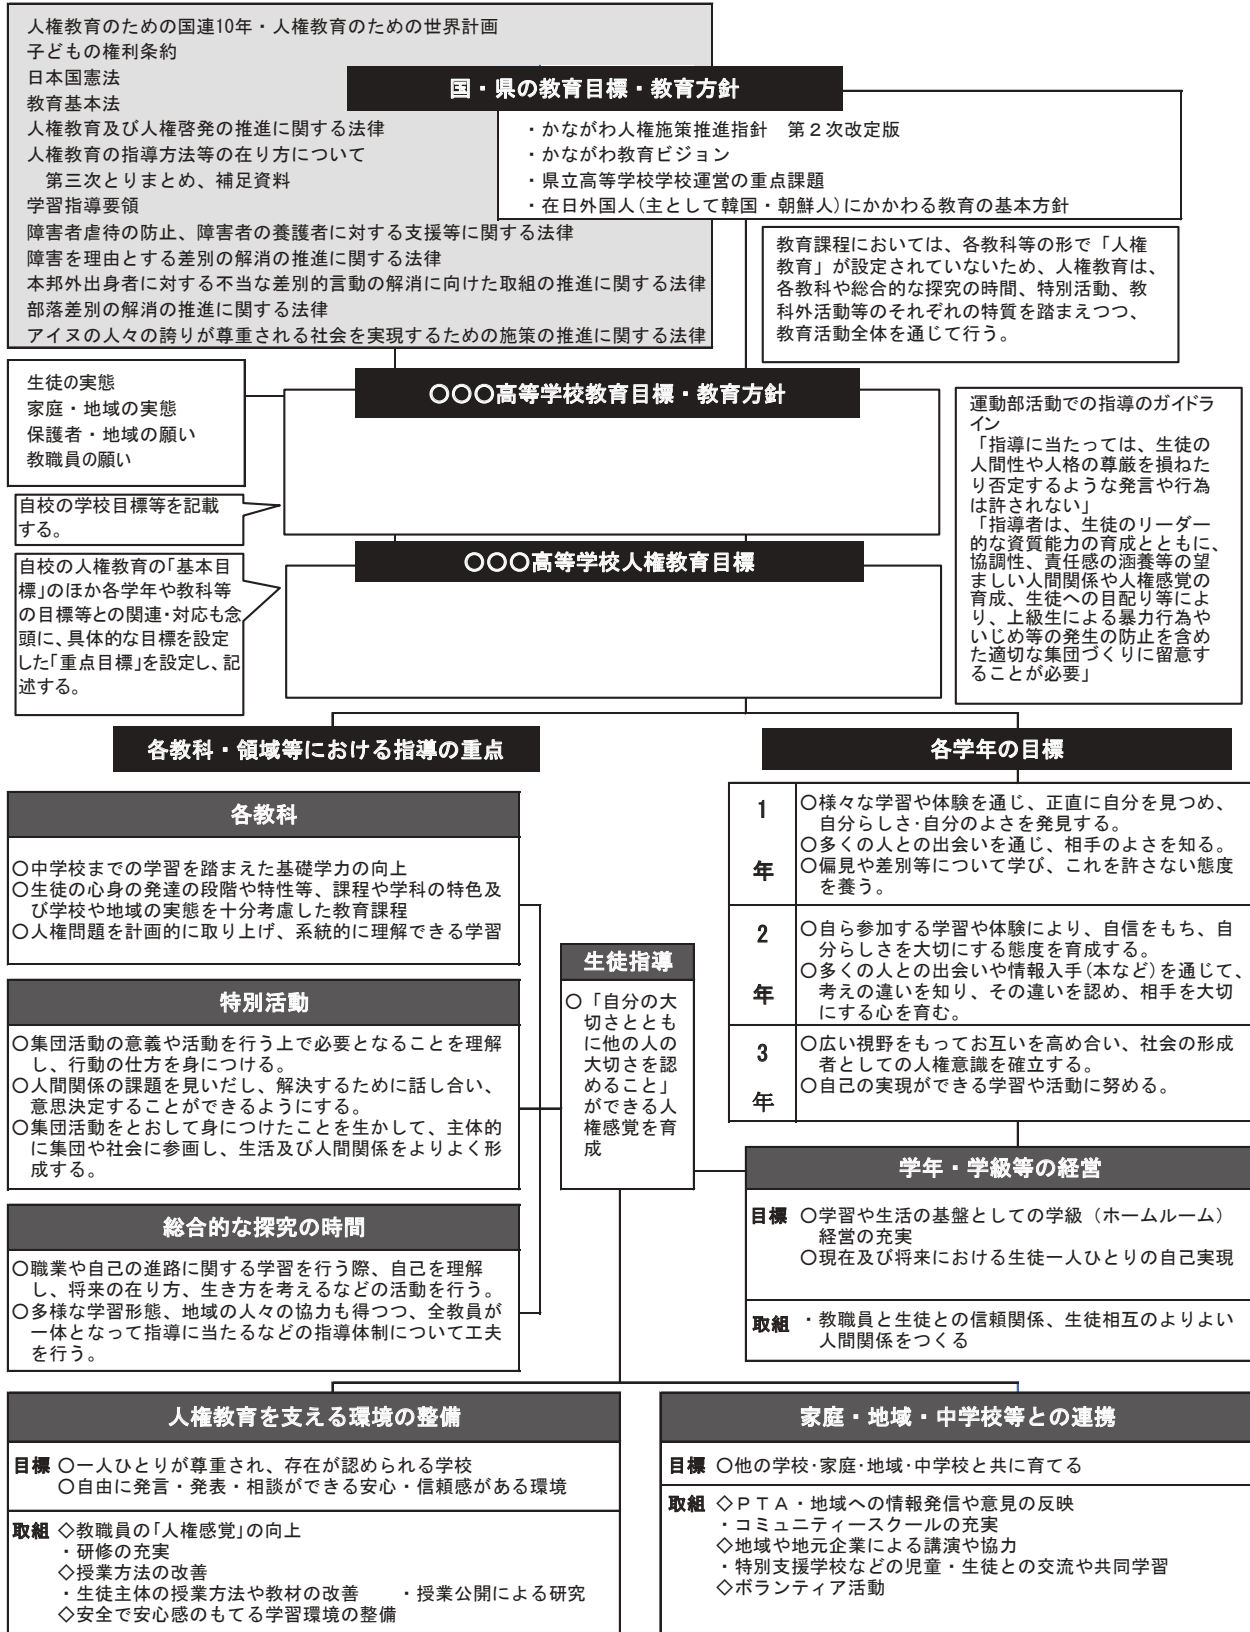 人権教育のための国連10年・人権教育のための世界計画
子どもの権利条約
日本国憲法
教育基本法
人権教育及び人権啓発の推進に関する法律
人権教育の指導方法等の在り方について
第三次とりまとめ、補足資料
学習指導要領
障害者虐待の防止、障害者の養護者に対する支援等に関する法律
障害を理由とする差別の解消の推進に関する法律
本邦外出身者に対する不当な差別的言動の解消に向けた取組の推進に関する法律
部落差別の解消の推進に関する法律
アイヌの人々の誇りが尊重される社会を実現するための施策の推進に関する法律
国・県の教育目標・教育方針
・かながわ人権施策推進指針 第２次改定版
・かながわ教育ビジョン
・県立高等学校学校運営の重点課題
・在日外国人(主として韓国・朝鮮人)にかかわる教育の基本方針
教育課程においては、各教科等の形で「人権
教育」が設定されていないため、人権教育は、
各教科や総合的な探究の時間、特別活動、教
科外活動等のそれぞれの特質を踏まえつつ、
教育活動全体を通じて行う。
生徒の実態
家庭・地域の実態
保護者・地域の願い
教職員の願い
〇〇〇高等学校教育目標・教育方針
自校の学校目標等を記載
する。
運動部活動での指導のガイドラ
イン
「指導に当たっては、生徒の
人間性や人格の尊厳を損ねた
り否定するような発言や行為
は許されない」
「指導者は、生徒のリーダー
的な資質能力の育成とともに、
協調性、責任感の涵養等の望
ましい人間関係や人権感覚の
育成、生徒への目配り等によ
り、上級生による暴力行為や
いじめ等の発生の防止を含め
た適切な集団づくりに留意す
ることが必要」
〇〇〇高等学校人権教育目標
自校の人権教育の「基本目
標」のほか各学年や教科等
の目標等との関連・対応も念
頭に、具体的な目標を設定
した「重点目標」を設定し、記
述する。
各教科・領域等における指導の重点
各教科
〇中学校までの学習を踏まえた基礎学力の向上
〇生徒の心身の発達の段階や特性等、課程や学科の特色及
び学校や地域の実態を十分考慮した教育課程
〇人権問題を計画的に取り上げ、系統的に理解できる学習
特別活動
〇集団活動の意義や活動を行う上で必要となることを理解
し、行動の仕方を身につける。
〇人間関係の課題を見いだし、解決するために話し合い、
意思決定することができるようにする。
〇集団活動をとおして身につけたことを生かして、主体的
に集団や社会に参画し、生活及び人間関係をよりよく形
成する。
総合的な探究の時間
〇職業や自己の進路に関する学習を行う際、自己を理解
し、将来の在り方、生き方を考えるなどの活動を行う。
〇多様な学習形態、地域の人々の協力も得つつ、全教員が
一体となって指導に当たるなどの指導体制について工夫
を行う。
生徒指導
〇「自分の大
切さととも
に他の人の
大切さを認
めること」
ができる人
権感覚を育
成
各学年の目標
1年
〇様々な学習や体験を通じ、正直に自分を見つめ、
自分らしさ・自分のよさを発見する。
〇多くの人との出会いを通じ、相手のよさを知る。
〇偏見や差別等について学び、これを許さない態度
を養う。
2年
〇自ら参加する学習や体験により、自信をもち、自
分らしさを大切にする態度を育成する。
〇多くの人との出会いや情報入手(本など)を通じて、
考えの違いを知り、その違いを認め、相手を大切
にする心を育む。
3年
〇広い視野をもってお互いを高め合い、社会の形成
者としての人権意識を確立する。
〇自己の実現ができる学習や活動に努める。
学年・学級等の経営
目標 〇学習や生活の基盤としての学級（ホームルーム）
経営の充実
〇現在及び将来における生徒一人ひとりの自己実現
取組 ・教職員と生徒との信頼関係、生徒相互のよりよい
人間関係をつくる
人権教育を支える環境の整備
目標 〇一人ひとりが尊重され、存在が認められる学校
〇自由に発言・発表・相談ができる安心・信頼感がある環境
取組 ◇教職員の「人権感覚」の向上
・研修の充実
◇授業方法の改善
・生徒主体の授業方法や教材の改善 ・授業公開による研究
◇安全で安心感のもてる学習環境の整備
家庭・地域・中学校等との連携
目標 〇他の学校・家庭・地域・中学校と共に育てる
取組 ◇ＰＴＡ・地域への情報発信や意見の反映
・コミュニティースクールの充実
◇地域や地元企業による講演や協力
・特別支援学校などの児童・生徒との交流や共同学習
◇ボランティア活動